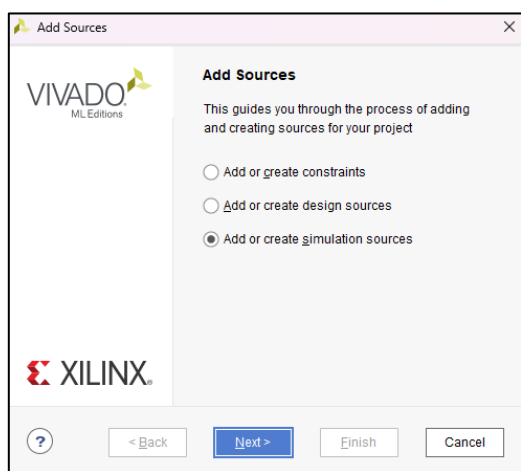 Add Sources
VIVADO.
ML Editions
Add Sources
This guides you through the process of adding
and creating sources for your project
Add or create constraints
Add or create design sources
Add or create simulation sources
XILINX.
?
< Back
Next >
Finish
Cancel